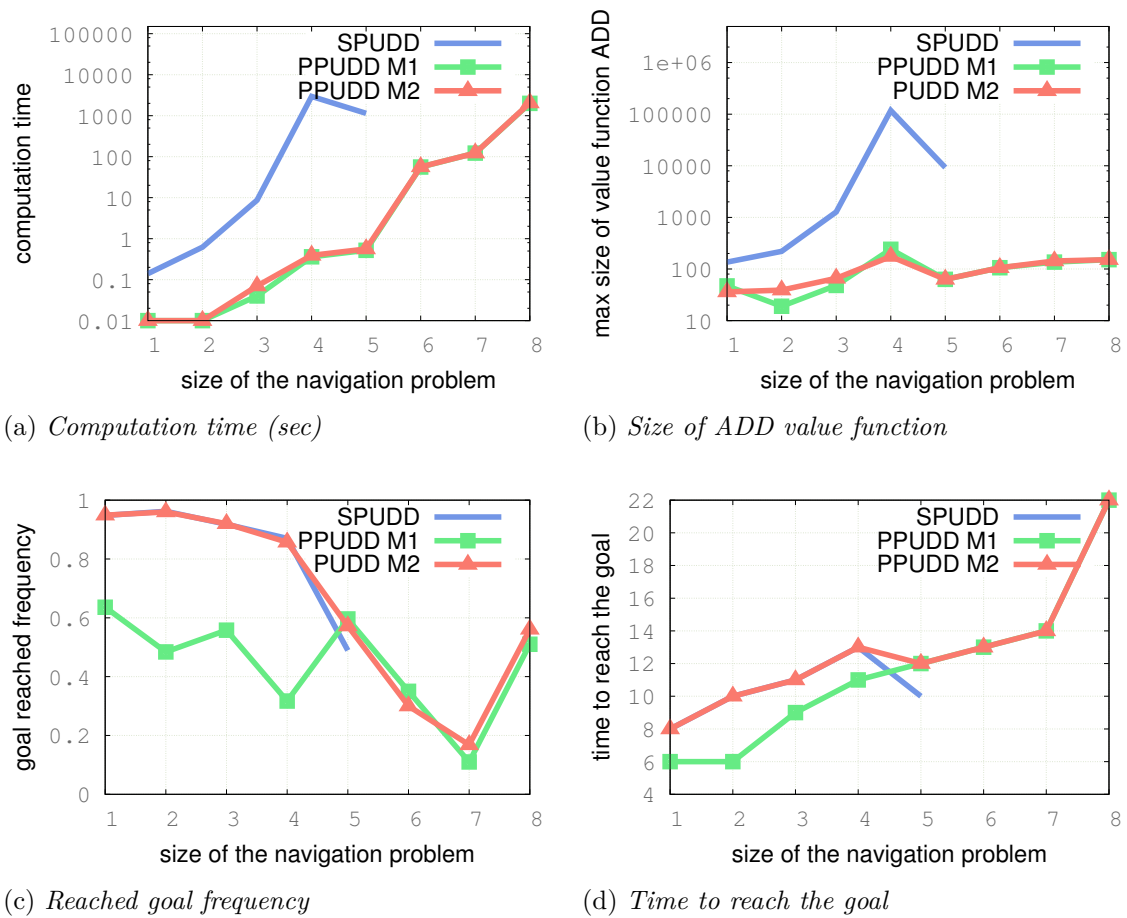 SPUDD
PPUDD M1
PPUDD M2
100000
10000
1000
100
10
1
0.1
0.01
computation time
1 2 3 4 5 6 7 8
size of the navigation problem
(a) Computation time (sec)
SPUDD
PPUDD M1
PUDD M2
1e+06
100000
10000
1000
100
10
max size of value function ADD
1 2 3 4 5 6 7 8
size of the navigation problem
(b) Size of ADD value function
SPUDD
PPUDD M1
PUDD M2
1
0.8
0.6
0.4
0.2
0
goal reached frequency
1 2 3 4 5 6 7 8
size of the navigation problem
(c) Reached goal frequency
SPUDD
PPUDD M1
PPUDD M2
22
20
18
16
14
12
10
8
6
4
time to reach the goal
1 2 3 4 5 6 7 8
size of the navigation problem
(d) Time to reach the goal